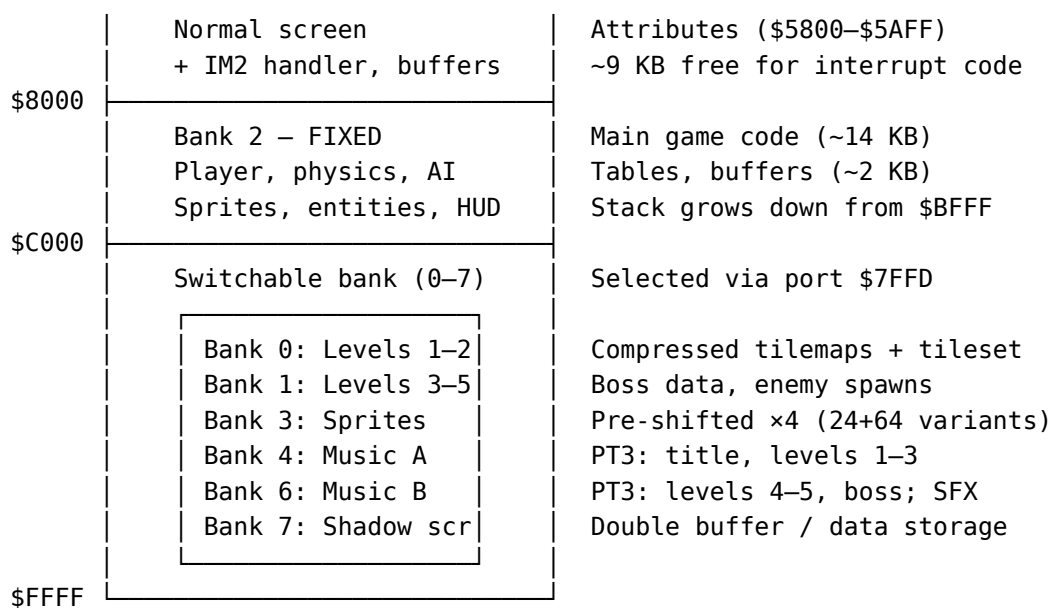 Normal screen Attributes ($5800–$5AFF)
+ IM2 handler, buffers ~9 KB free for interrupt code
$8000
Bank 2 — FIXED Main game code (~14 KB)
Player, physics, AI Tables, buffers (~2 KB)
Sprites, entities, HUD Stack grows down from $BFFF
$C000
Switchable bank (0–7) Selected via port $7FFD
Bank 0: Levels 1–2 Compressed tilemaps + tileset
Bank 1: Levels 3–5 Boss data, enemy spawns
Bank 3: Sprites Pre-shifted ×4 (24+64 variants)
Bank 4: Music A PT3: title, levels 1–3
Bank 6: Music B PT3: levels 4–5, boss; SFX
Bank 7: Shadow scr Double buffer / data storage
$FFFF